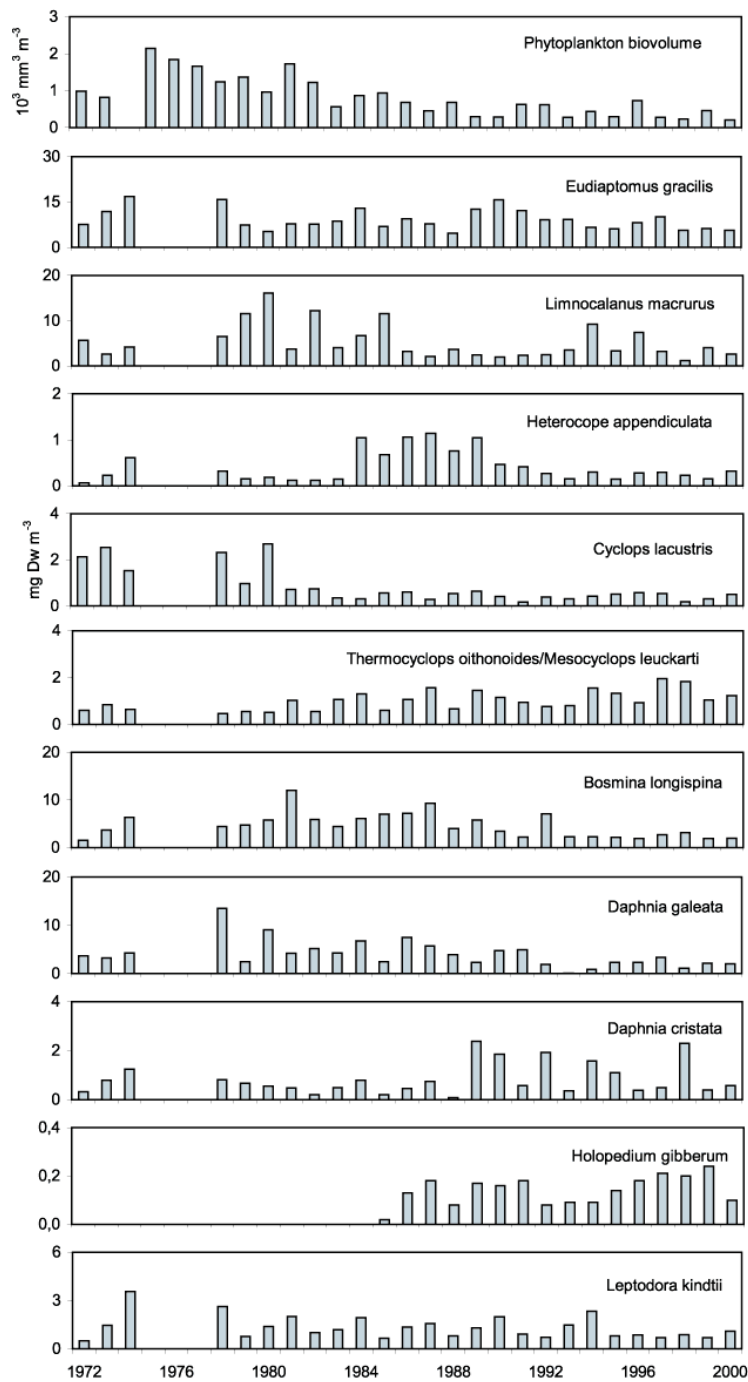 3
2
1
0
10³ mm³ m⁻³
Phytoplankton biovolume
30
15
0
Eudiaptomus gracilis
20
10
0
Limnocalanus macrurus
2
1
0
Heterocope appendiculata
4
2
0
mg Dw m⁻³
Cyclops lacustris
4
2
0
Thermocyclops oithonoides/Mesocyclops leuckarti
20
10
0
Bosmina longispina
20
10
0
Daphnia galeata
4
2
0
Daphnia cristata
0,4
0,2
0,0
Holopedium gibberum
6
3
0
Leptodora kindtii
1972 1976 1980 1984 1988 1992 1996 2000